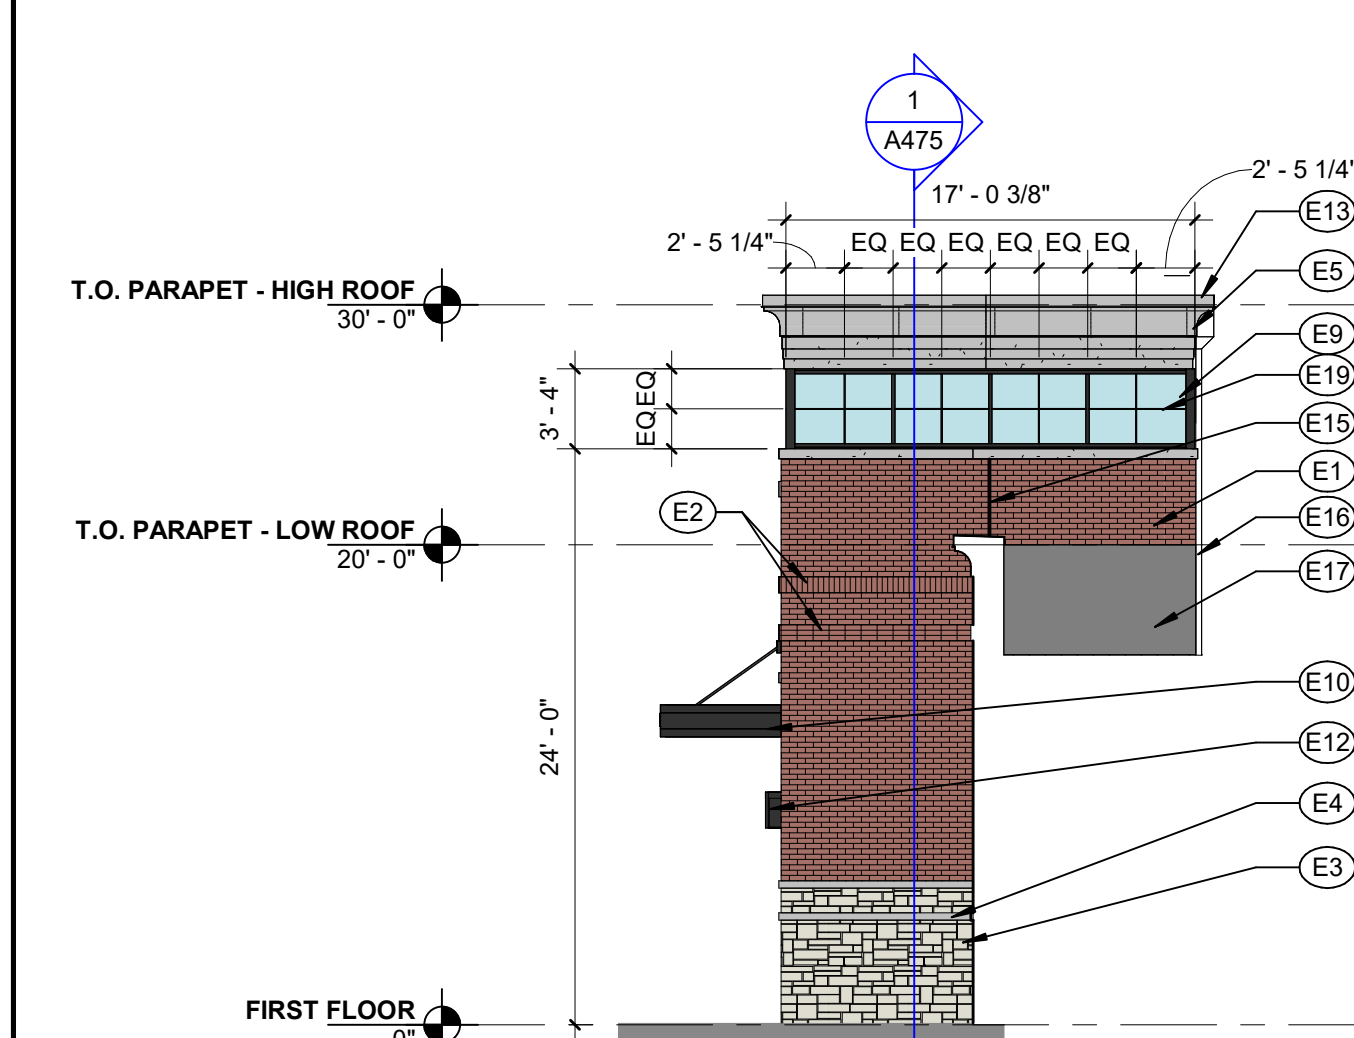 1
A475
17' - 0 3/8"
2' - 5 1/4"
2' - 5 1/4"
EQ EQ EQ EQ EQ EQ
E13
E5
E9
E19
E15
E1
E16
E17
E10
E12
E4
E3
T.O. PARAPET - HIGH ROOF
30' - 0"
3' - 4"
EQ EQ
E2
T.O. PARAPET - LOW ROOF
20' - 0"
24' - 0"
FIRST FLOOR
0"